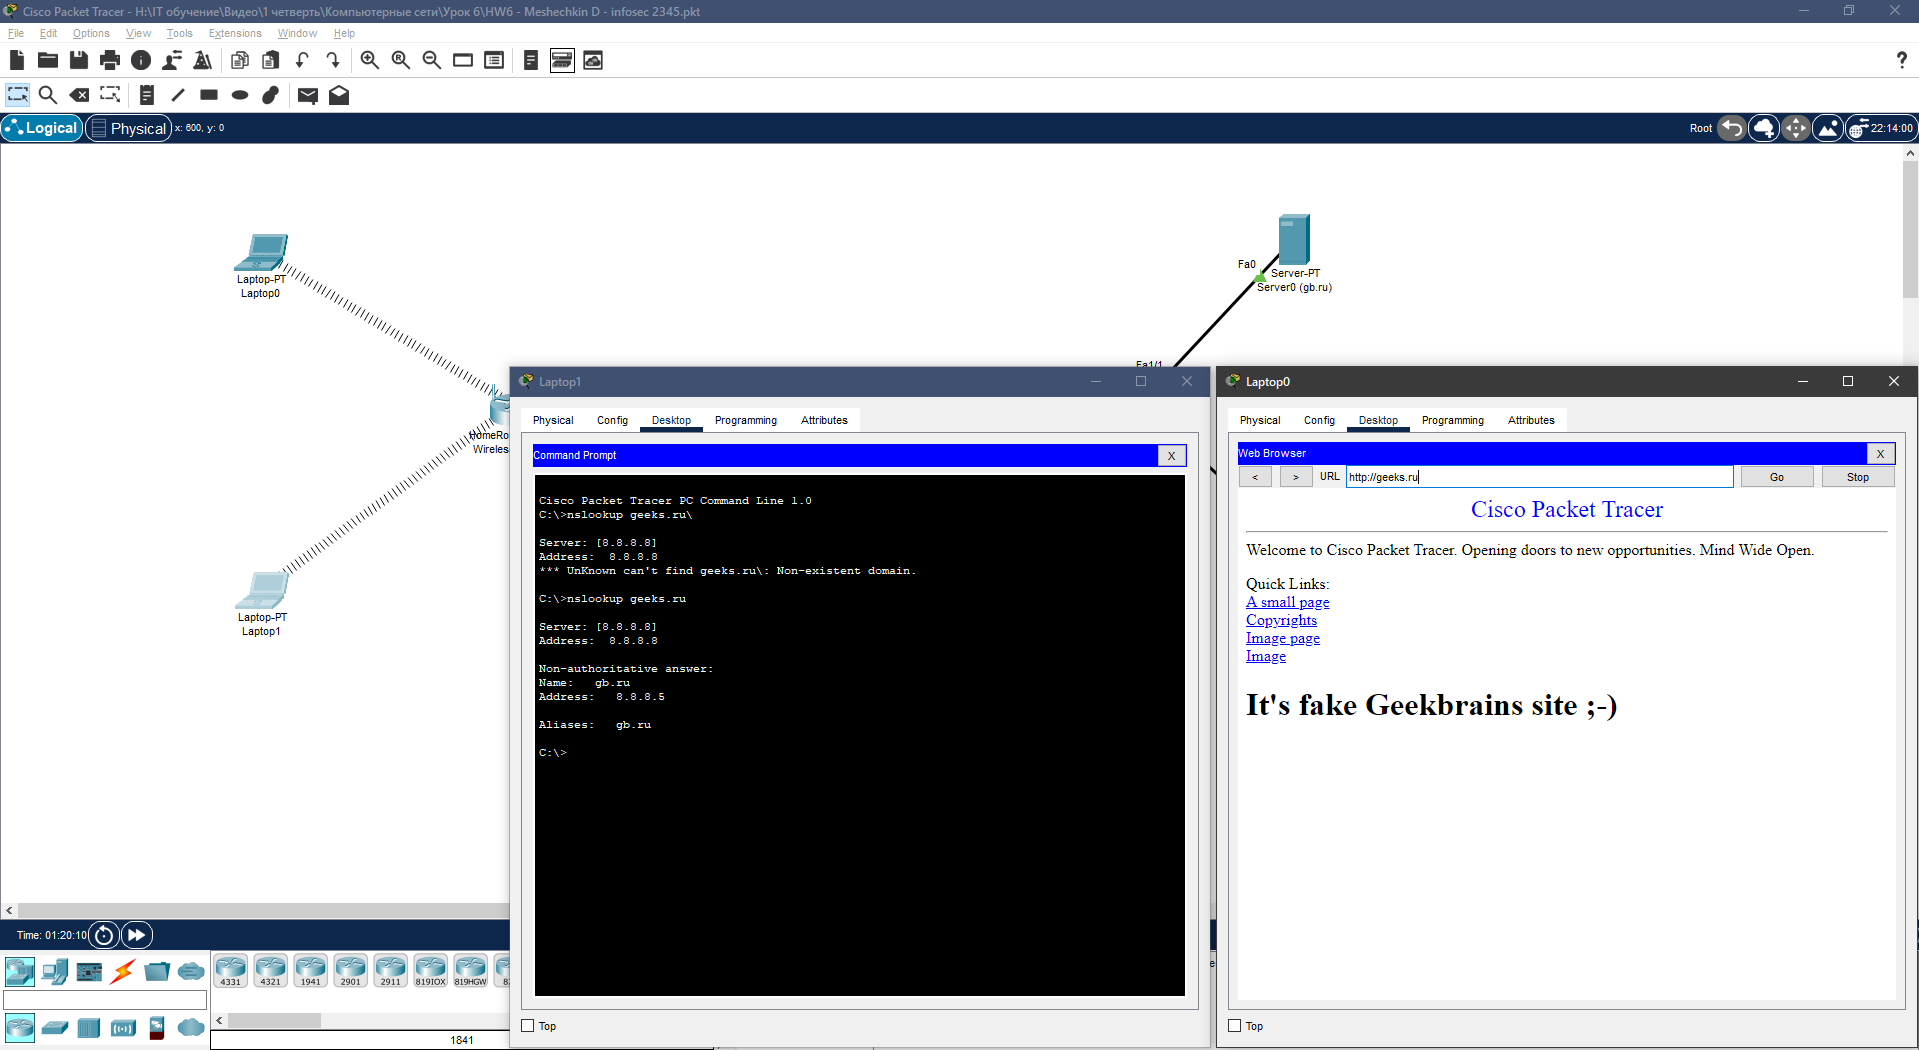 Cisco Packet Tracer - H:\IT обучение\Видео\1 четверть\Компьютерные сети\Урок 6\HW6 - Meshechkin D - infosec 2345.pkt
File Edit Options View Tools Extensions Window Help
?
Logical Physical x: 600, y: 0 Root 22:14:00
Laptop-PT
Laptop0
Fa0
Server-PT
Server0 (gb.ru)
Fa1/1
HomeRo
Wireles
Laptop-PT
Laptop1
Laptop1
Physical Config Desktop Programming Attributes
Command Prompt X
Cisco Packet Tracer PC Command Line 1.0
C:\>nslookup geeks.ru\
Server: [8.8.8.8]
Address:  8.8.8.8
*** UnKnown can't find geeks.ru\: Non-existent domain.
C:\>nslookup geeks.ru
Server: [8.8.8.8]
Address:  8.8.8.8
Non-authoritative answer:
Name:   gb.ru
Address:   8.8.8.5
Aliases:   gb.ru
C:\>
Top
Laptop0
Physical Config Desktop Programming Attributes
Web Browser X
< > URL http://geeks.ru Go Stop
Cisco Packet Tracer
Welcome to Cisco Packet Tracer. Opening doors to new opportunities. Mind Wide Open.
Quick Links:
A small page
Copyrights
Image page
Image
It's fake Geekbrains site ;-)
Top
Time: 01:20:10
4331 4321 1941 2901 2911 819IOX 819HGW
1841